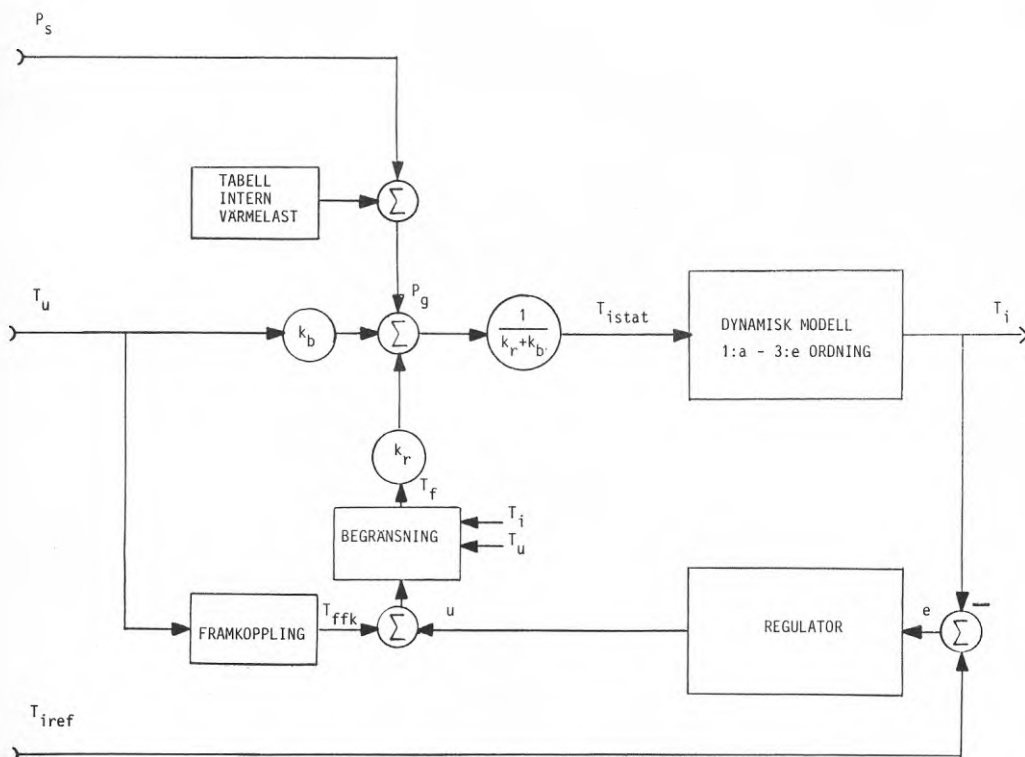 P_s
TABELL
INTERN
VÄRMELAST
Σ
T_u
k_b
P_g
Σ
1
k_r+k_b.
T_istat
DYNAMISK MODELL
1:a - 3:e ORDNING
T_i
k_r
T_f
BEGRÄNSNING
T_i
T_u
FRAMKOPPLING
T_ffk
Σ
u
REGULATOR
e
Σ
−
T_iref